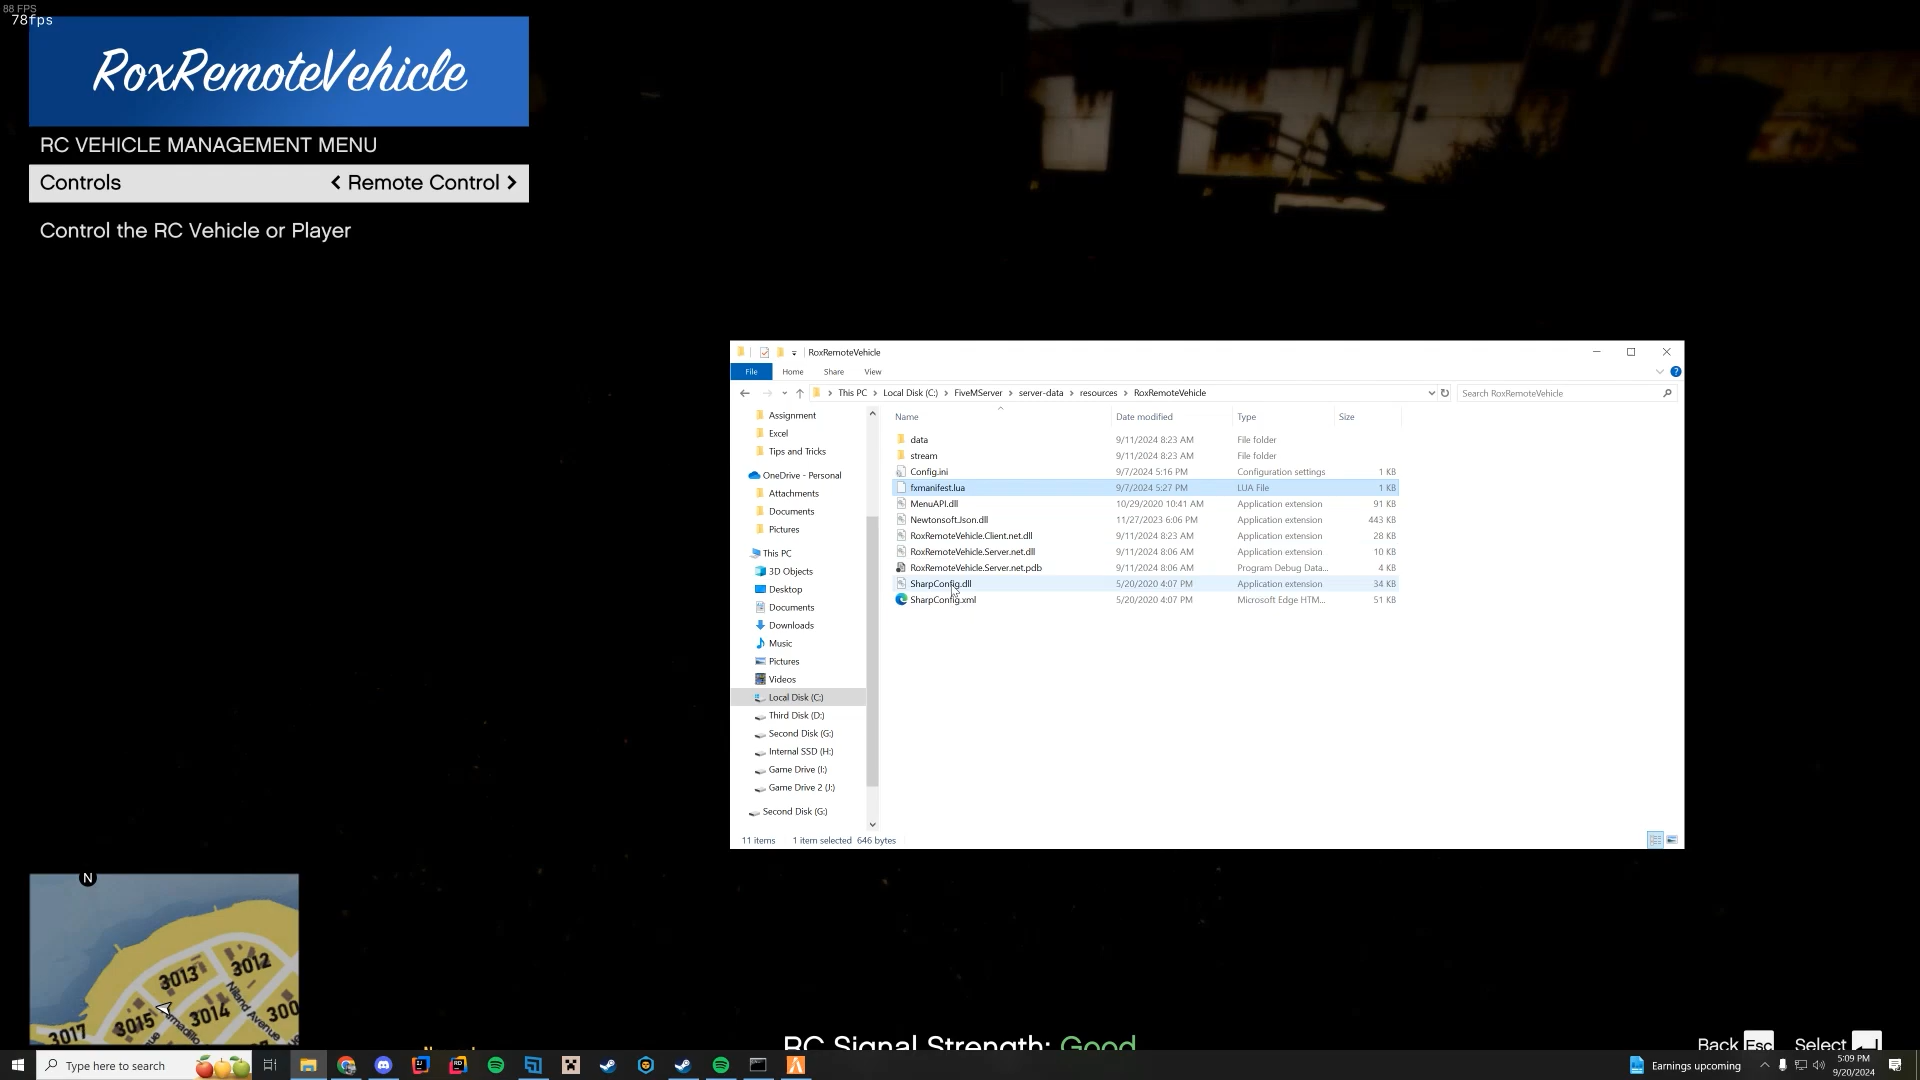 88 FPS
78fps
RoxRemoteVehicle
RC VEHICLE MANAGEMENT MENU
Controls
Remote Control
Control the RC Vehicle or Player
RoxRemoteVehicle
File Home Share View
This PC Local Disk (C:) FiveMServer server-data resources RoxRemoteVehicle
Search RoxRemoteVehicle
Name Date modified Type Size
Assignment
Excel
Tips and Tricks
OneDrive - Personal
Attachments
Documents
Pictures
This PC
3D Objects
Desktop
Documents
Downloads
Music
Pictures
Videos
Local Disk (C:)
Third Disk (D:)
Second Disk (G:)
Internal SSD (H:)
Game Drive (I:)
Game Drive 2 (J:)
Second Disk (G:)
data 9/11/2024 8:23 AM File folder
stream 9/11/2024 8:23 AM File folder
Config.ini 9/7/2024 5:16 PM Configuration settings 1 KB
fxmanifest.lua 9/7/2024 5:27 PM LUA File 1 KB
MenuAPI.dll 10/29/2020 10:41 AM Application extension 91 KB
Newtonsoft.Json.dll 11/27/2023 6:06 PM Application extension 443 KB
RoxRemoteVehicle.Client.net.dll 9/11/2024 8:23 AM Application extension 28 KB
RoxRemoteVehicle.Server.net.dll 9/11/2024 8:06 AM Application extension 10 KB
RoxRemoteVehicle.Server.net.pdb 9/11/2024 8:06 AM Program Debug Data... 4 KB
SharpConfig.dll 5/20/2020 4:07 PM Application extension 34 KB
SharpConfig.xml 5/20/2020 4:07 PM Microsoft Edge HTM... 51 KB
11 items 1 item selected 646 bytes
N
3013
3012
3014
3015
3017
300
Niland Avenue
RC Signal Strength: Good
Back Esc Select
Type here to search
Earnings upcoming
5:09 PM
9/20/2024